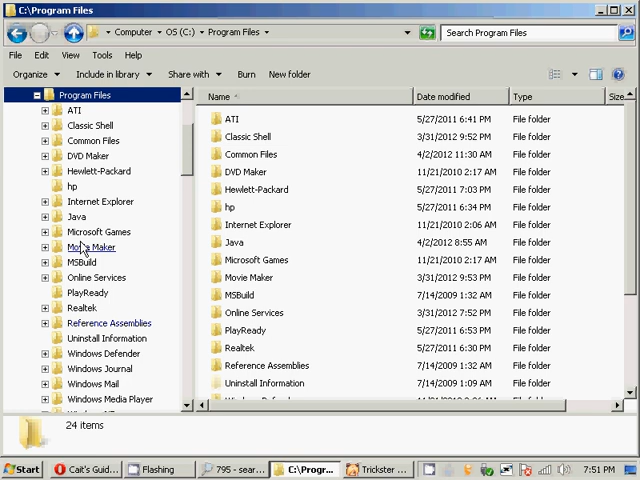 C:\Program Files
Computer OS (C:) Program Files
Search Program Files
File Edit View Tools Help
Organize Include in library Share with Burn New folder
Program Files
ATI
Classic Shell
Common Files
DVD Maker
Hewlett-Packard
hp
Internet Explorer
Java
Microsoft Games
Movie Maker
MSBuild
Online Services
PlayReady
Realtek
Reference Assemblies
Uninstall Information
Windows Defender
Windows Journal
Windows Mail
Windows Media Player
Name Date modified Type Size
ATI 5/27/2011 6:41 PM File folder
Classic Shell 3/31/2012 9:52 PM File folder
Common Files 4/2/2012 11:30 AM File folder
DVD Maker 11/21/2010 2:17 AM File folder
Hewlett-Packard 5/27/2011 7:03 PM File folder
hp 5/27/2011 6:34 PM File folder
Internet Explorer 11/21/2010 2:06 AM File folder
Java 4/2/2012 8:55 AM File folder
Microsoft Games 11/21/2010 2:17 AM File folder
Movie Maker 3/31/2012 9:53 PM File folder
MSBuild 7/14/2009 1:32 AM File folder
Online Services 3/31/2012 7:52 PM File folder
PlayReady 5/27/2011 6:31 PM File folder
Realtek 5/27/2011 6:30 PM File folder
Reference Assemblies 7/14/2009 1:32 AM File folder
Uninstall Information 7/14/2009 1:09 AM File folder
24 items
Start Cait's Guid... Flashing 795 - sear... C:\Progr... Trickster ... 7:51 PM